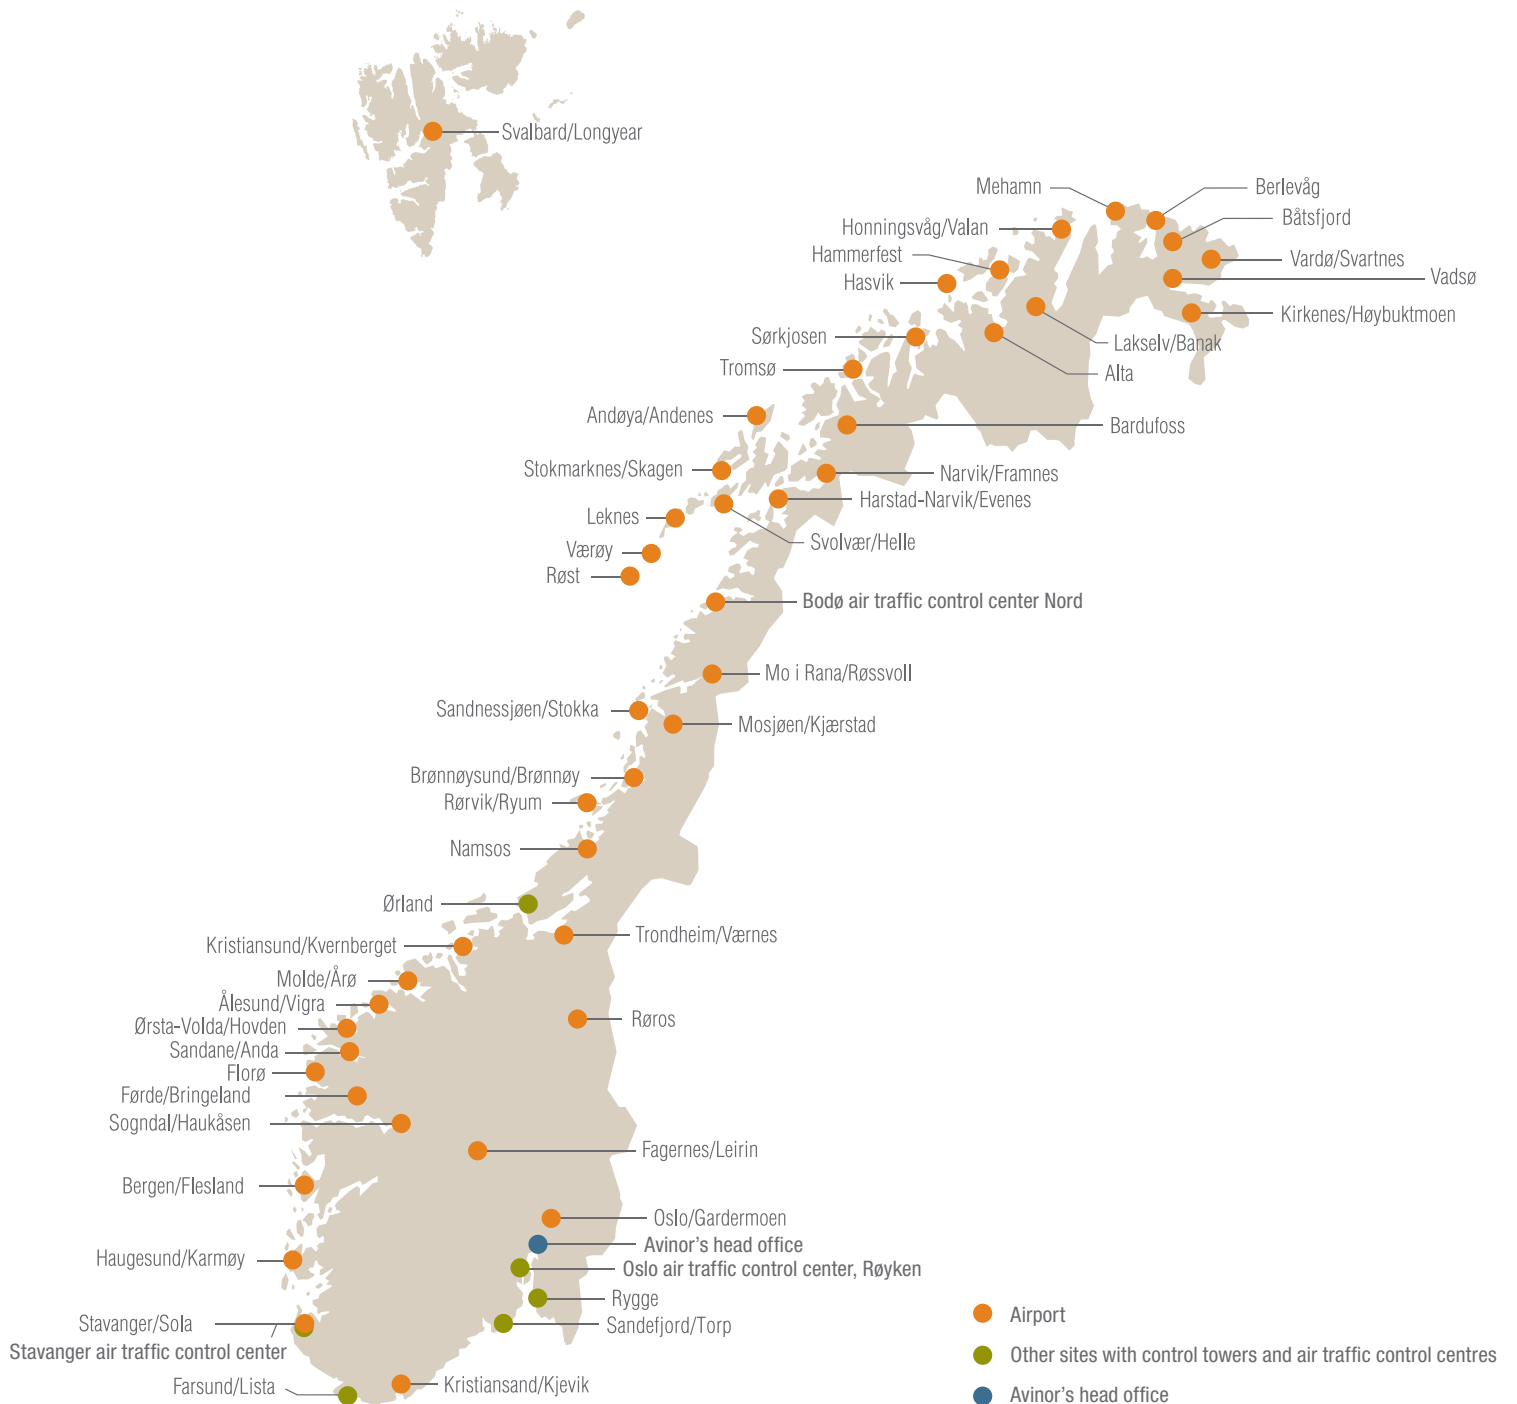 Svalbard/Longyear
Mehamn
Berlevåg
Honningsvåg/Valan
Båtsfjord
Hammerfest
Vardø/Svartnes
Hasvik
Vadsø
Kirkenes/Høybuktmoen
Sørkjosen
Lakselv/Banak
Tromsø
Alta
Andøya/Andenes
Bardufoss
Stokmarknes/Skagen
Narvik/Framnes
Harstad-Narvik/Evenes
Leknes
Svolvær/Helle
Værøy
Røst
Bodø air traffic control center Nord
Mo i Rana/Røssvoll
Sandnessjøen/Stokka
Mosjøen/Kjærstad
Brønnøysund/Brønnøy
Rørvik/Ryum
Namsos
Ørland
Trondheim/Værnes
Kristiansund/Kvernberget
Molde/Årø
Ålesund/Vigra
Røros
Ørsta-Volda/Hovden
Sandane/Anda
Florø
Førde/Bringeland
Sogndal/Haukåsen
Fagernes/Leirin
Bergen/Flesland
Oslo/Gardermoen
Avinor's head office
Haugesund/Karmøy
Oslo air traffic control center, Røyken
Rygge
Stavanger/Sola
Sandefjord/Torp
Stavanger air traffic control center
Farsund/Lista
Kristiansand/Kjevik
Airport
Other sites with control towers and air traffic control centres
Avinor's head office